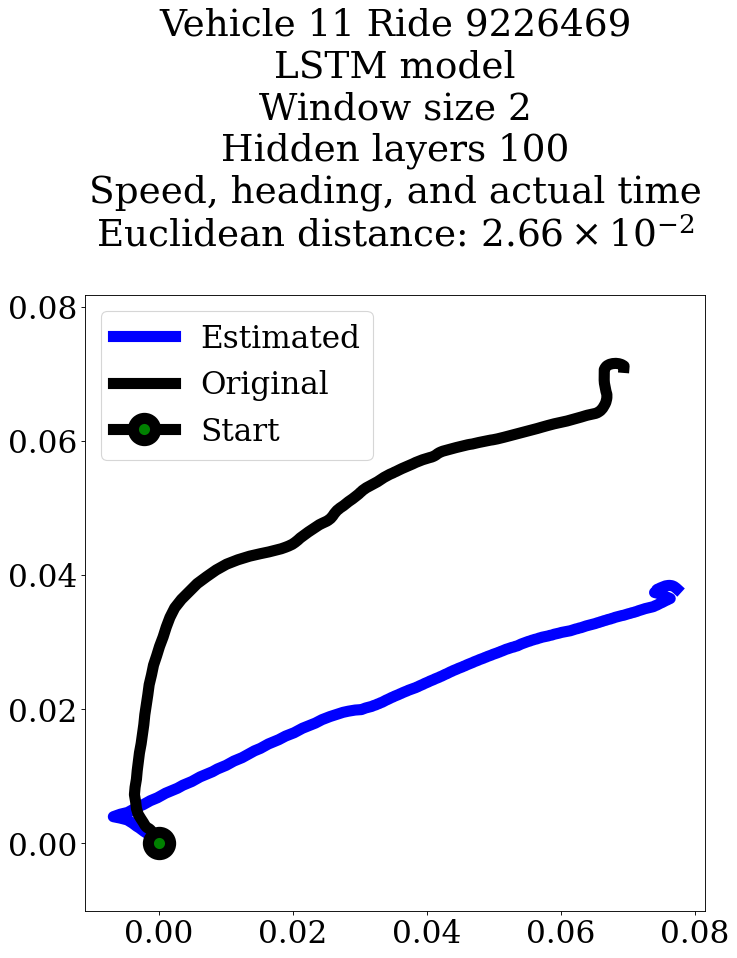 Vehicle 11 Ride 9226469
LSTM model
Window size 2
Hidden layers 100
Speed, heading, and actual time
Euclidean distance: 2.66 × 10⁻²
0.08
0.06
0.04
0.02
0.00
Estimated
Original
Start
0.00 0.02 0.04 0.06 0.08